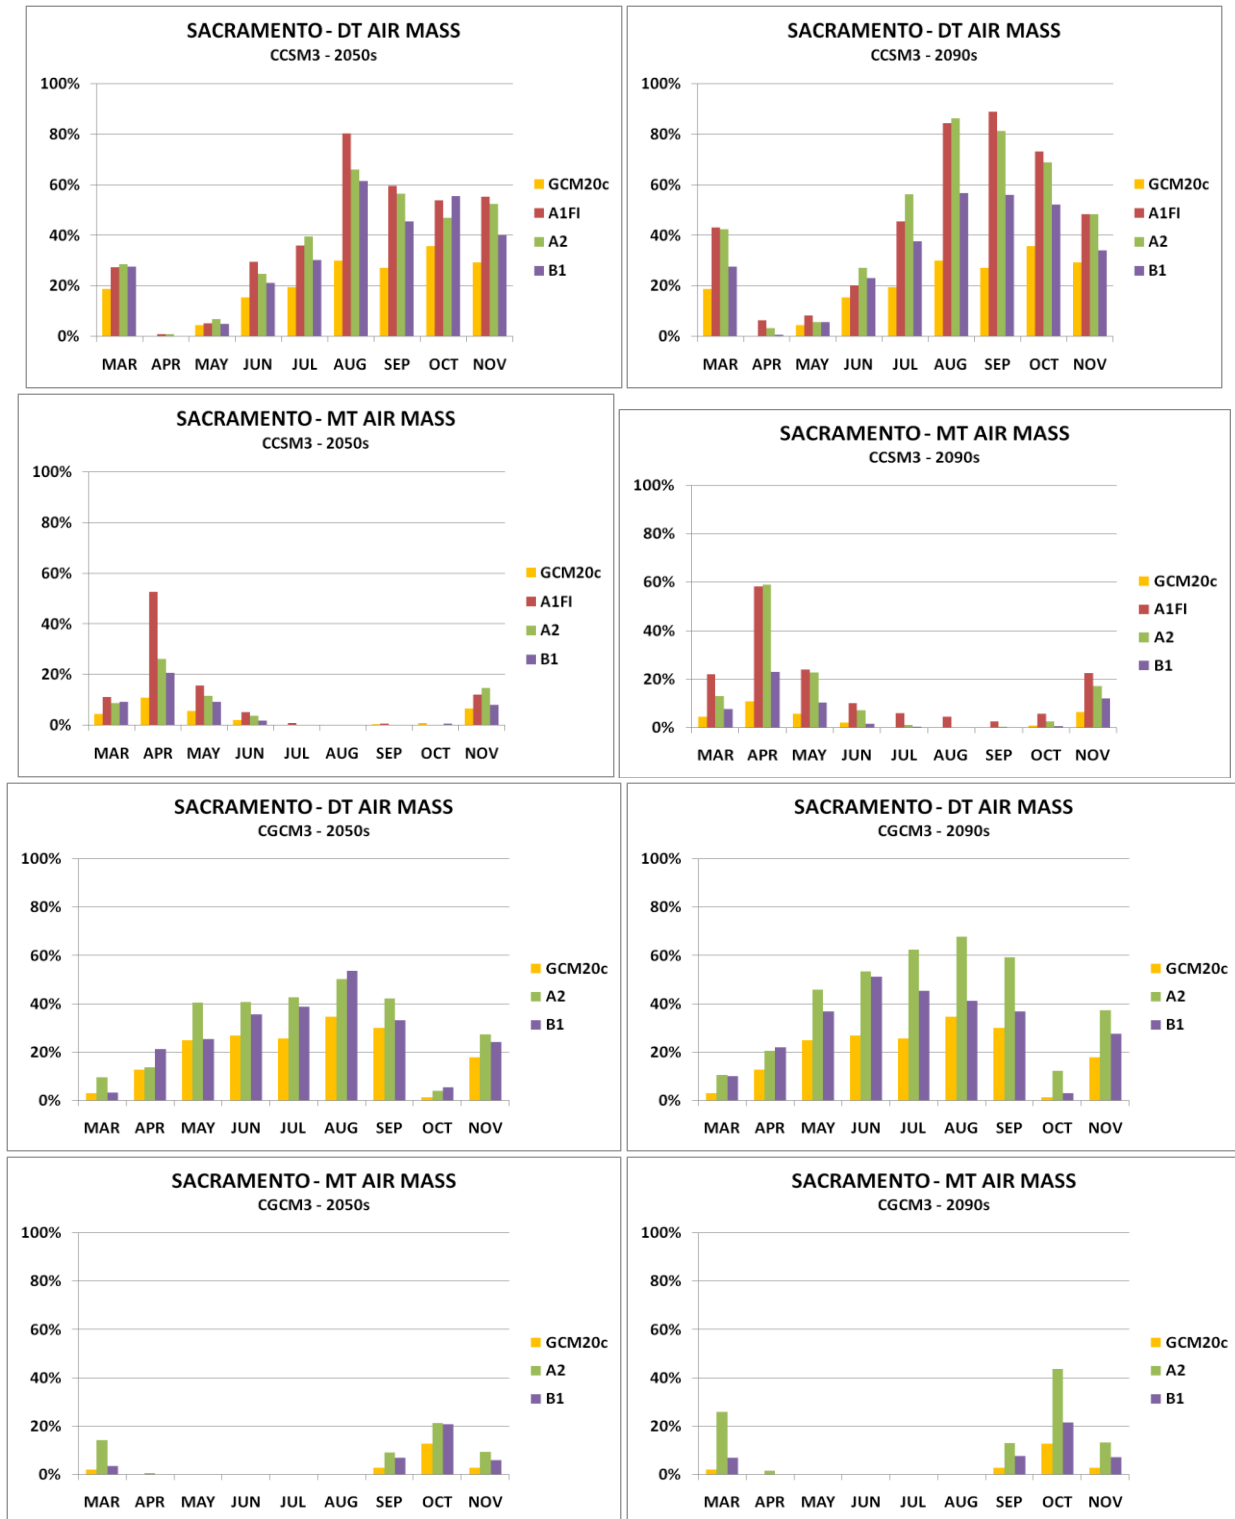 SACRAMENTO - DT AIR MASS
CCSM3 - 2050s
100%
80%
60%
40%
20%
0%
MAR APR MAY JUN JUL AUG SEP OCT NOV
GCM20c
A1FI
A2
B1
SACRAMENTO - DT AIR MASS
CCSM3 - 2090s
100%
80%
60%
40%
20%
0%
MAR APR MAY JUN JUL AUG SEP OCT NOV
GCM20c
A1FI
A2
B1
SACRAMENTO - MT AIR MASS
CCSM3 - 2050s
100%
80%
60%
40%
20%
0%
MAR APR MAY JUN JUL AUG SEP OCT NOV
GCM20c
A1FI
A2
B1
SACRAMENTO - MT AIR MASS
CCSM3 - 2090s
100%
80%
60%
40%
20%
0%
MAR APR MAY JUN JUL AUG SEP OCT NOV
GCM20c
A1FI
A2
B1
SACRAMENTO - DT AIR MASS
CGCM3 - 2050s
100%
80%
60%
40%
20%
0%
MAR APR MAY JUN JUL AUG SEP OCT NOV
GCM20c
A2
B1
SACRAMENTO - DT AIR MASS
CGCM3 - 2090s
100%
80%
60%
40%
20%
0%
MAR APR MAY JUN JUL AUG SEP OCT NOV
GCM20c
A2
B1
SACRAMENTO - MT AIR MASS
CGCM3 - 2050s
100%
80%
60%
40%
20%
0%
MAR APR MAY JUN JUL AUG SEP OCT NOV
GCM20c
A2
B1
SACRAMENTO - MT AIR MASS
CGCM3 - 2090s
100%
80%
60%
40%
20%
0%
MAR APR MAY JUN JUL AUG SEP OCT NOV
GCM20c
A2
B1